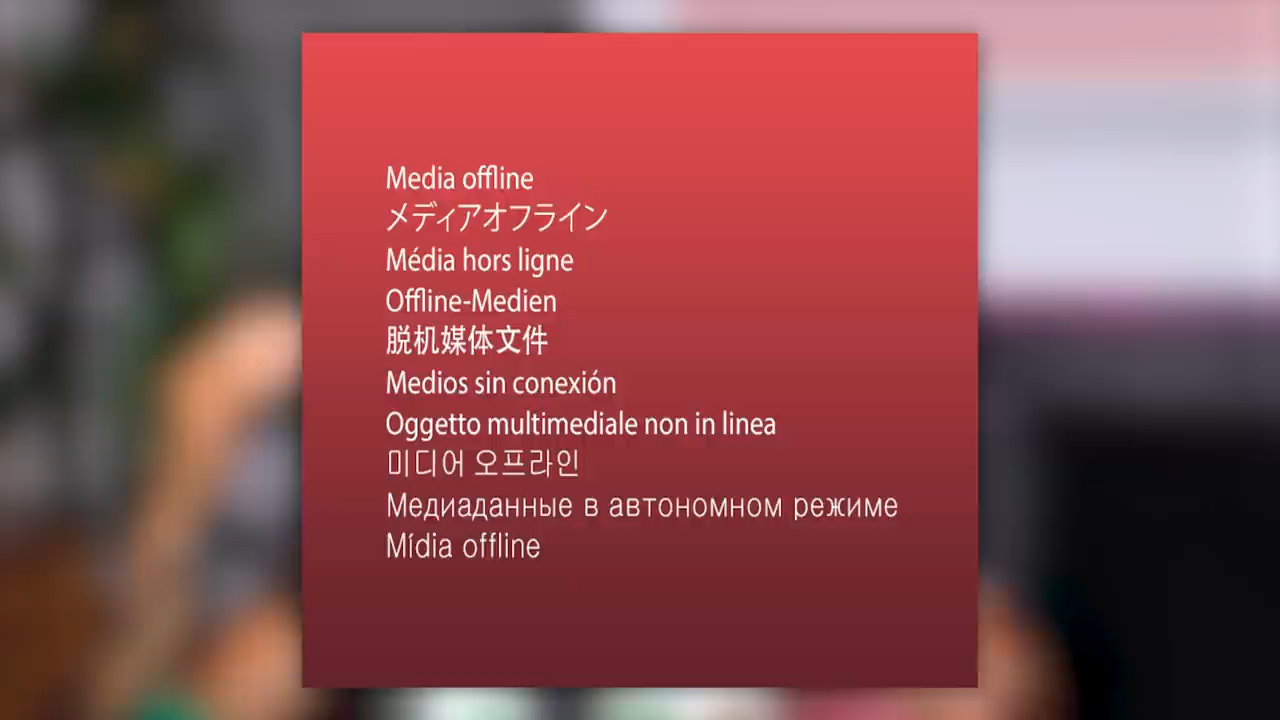 Media offline
メディアオフライン
Média hors ligne
Offline-Medien
脱机媒体文件
Medios sin conexión
Oggetto multimediale non in linea
미디어 오프라인
Медиаданные в автономном режиме
Mídia offline